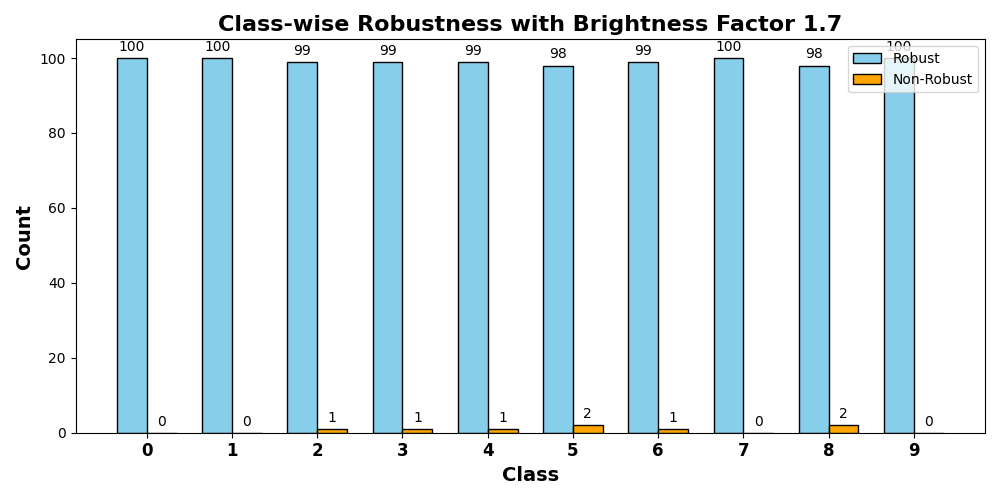 Class-wise Robustness with Brightness Factor 1.7
100 100 99 99 99 98 99 100 98 100
Robust
Non-Robust
100
80
60
40
20
0
Count
0 0 1 1 1 2 1 0 2 0
0 1 2 3 4 5 6 7 8 9
Class